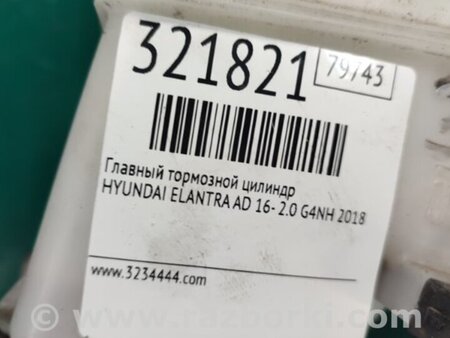 321821
79743
Главный тормозной цилиндр
HYUNDAI ELANTRA AD 16- 2.0 G4NH 2018
www.3234444.com
www.razborki.com